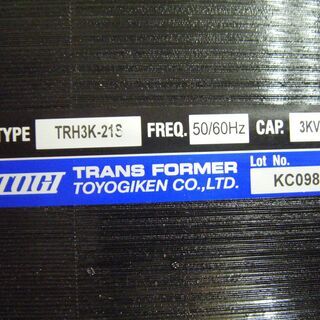 TYPE TRH3K-21S FREQ. 50/60Hz CAP. 3KV
TOGI TRANS FORMER Lot No.
TOYOGIKEN CO.,LTD. KC098